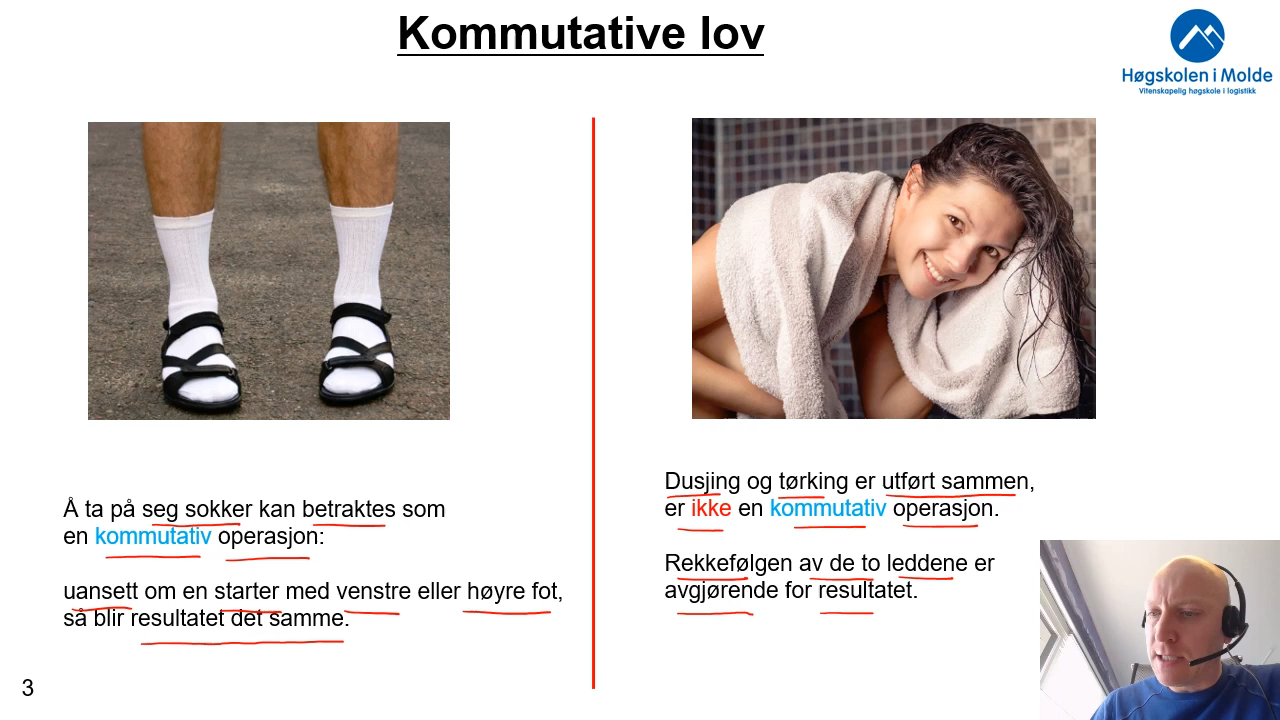 Kommutative lov
Høgskolen i Molde
Vitenskapelig høgskole i logistikk
Å ta på seg sokker kan betraktes som
en kommutativ operasjon:
uansett om en starter med venstre eller høyre fot,
så blir resultatet det samme.
Dusjing og tørking er utført sammen,
er ikke en kommutativ operasjon.
Rekkefølgen av de to leddene er
avgjørende for resultatet.
3